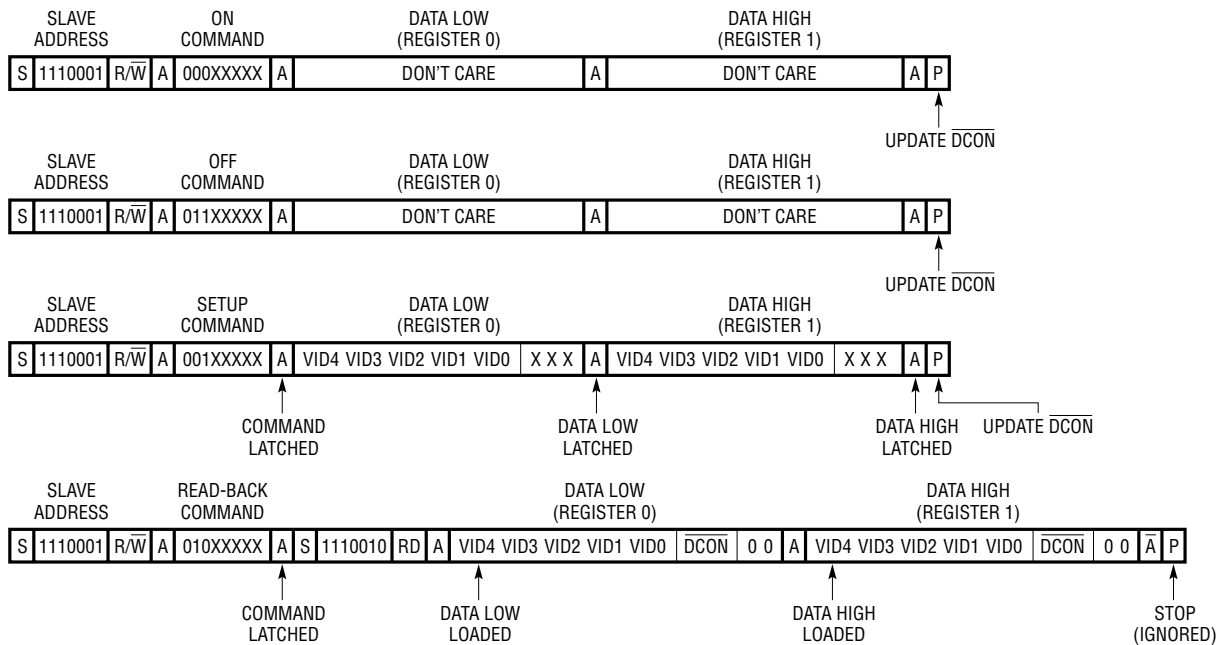 SLAVE ON DATA LOW DATA HIGH
ADDRESS COMMAND (REGISTER 0) (REGISTER 1)
S 1110001 R/W̅ A 000XXXXX A DON'T CARE A DON'T CARE A P
UPDATE D̅C̅O̅N̅
SLAVE OFF DATA LOW DATA HIGH
ADDRESS COMMAND (REGISTER 0) (REGISTER 1)
S 1110001 R/W̅ A 011XXXXX A DON'T CARE A DON'T CARE A P
UPDATE D̅C̅O̅N̅
SLAVE SETUP DATA LOW DATA HIGH
ADDRESS COMMAND (REGISTER 0) (REGISTER 1)
S 1110001 R/W̅ A 001XXXXX A VID4 VID3 VID2 VID1 VID0 X X X A VID4 VID3 VID2 VID1 VID0 X X X A P
COMMAND DATA LOW DATA HIGH UPDATE D̅C̅O̅N̅
LATCHED LATCHED LATCHED
SLAVE READ-BACK DATA LOW DATA HIGH
ADDRESS COMMAND (REGISTER 0) (REGISTER 1)
S 1110001 R/W̅ A 010XXXXX A S 1110010 RD A VID4 VID3 VID2 VID1 VID0 D̅C̅O̅N̅ 0 0 A VID4 VID3 VID2 VID1 VID0 D̅C̅O̅N̅ 0 0 A̅ P
COMMAND DATA LOW DATA HIGH STOP
LATCHED LOADED LOADED (IGNORED)